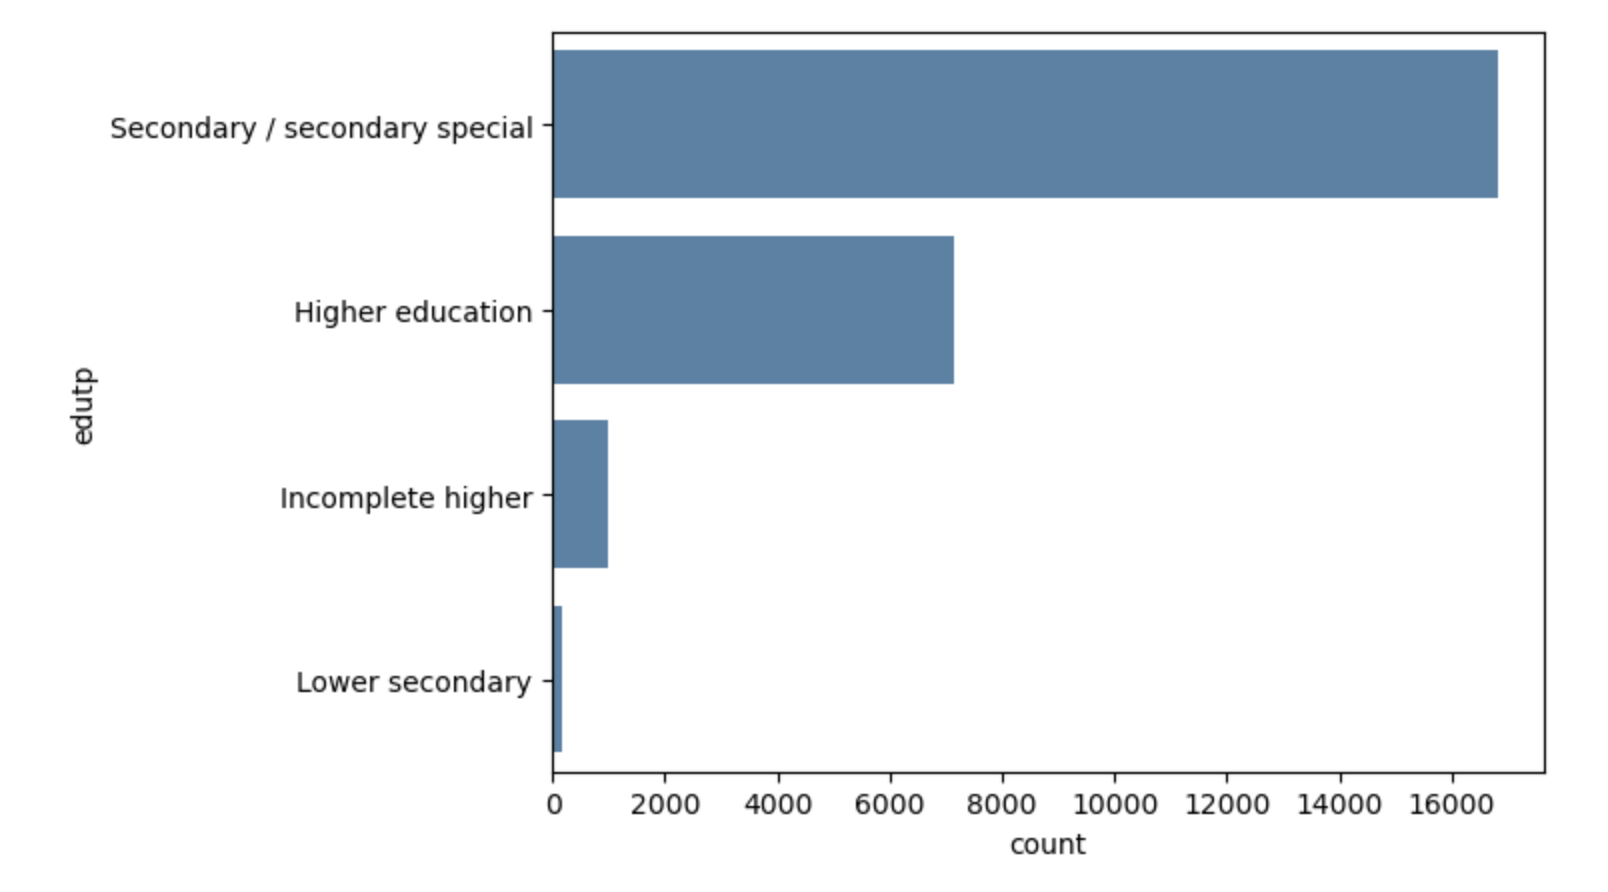 Secondary / secondary special
Higher education
Incomplete higher
Lower secondary
edutp
0 2000 4000 6000 8000 10000 12000 14000 16000
count